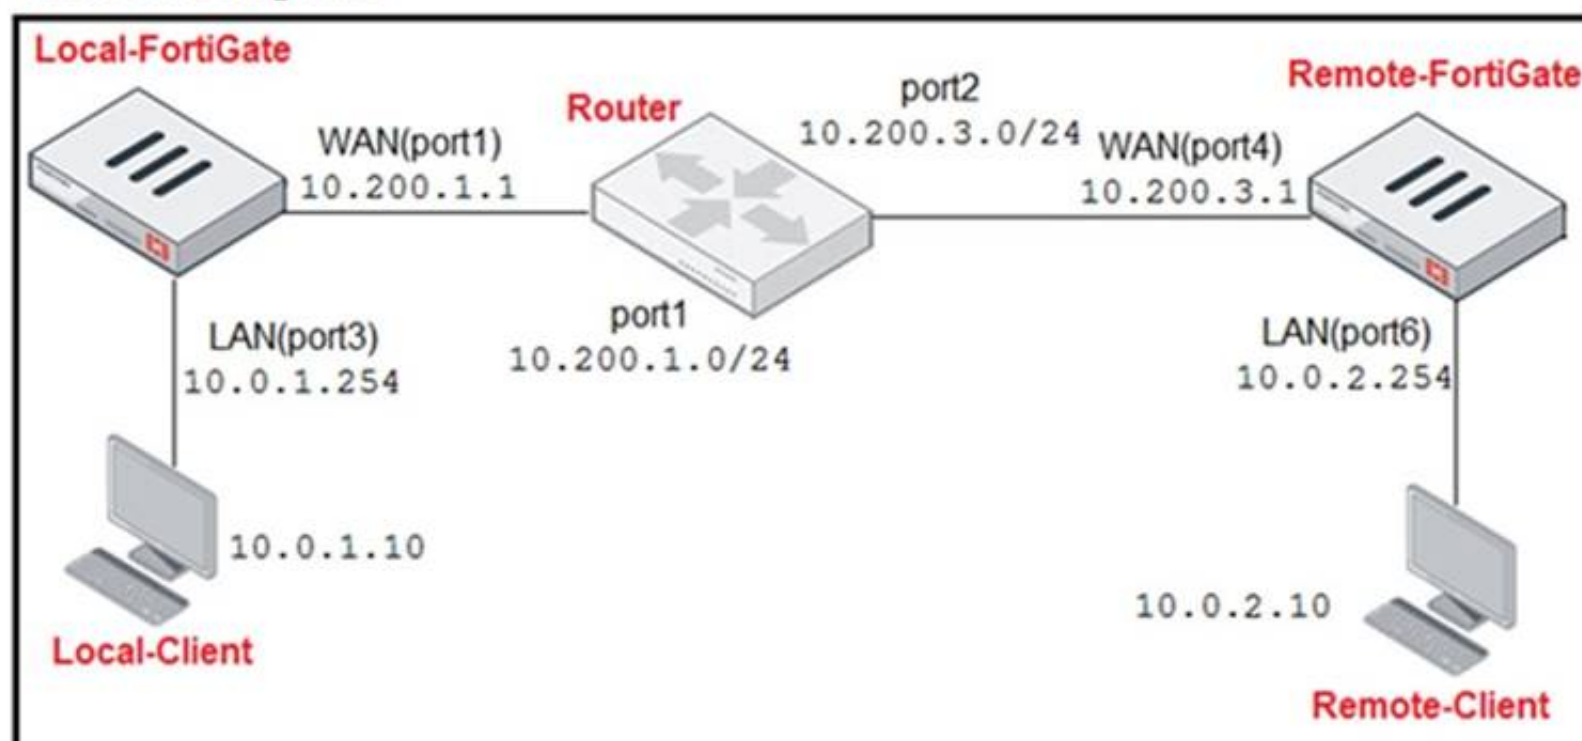 Local-FortiGate
WAN(port1)
10.200.1.1
Router
port2
10.200.3.0/24
Remote-FortiGate
WAN(port4)
10.200.3.1
LAN(port3)
10.0.1.254
port1
10.200.1.0/24
LAN(port6)
10.0.2.254
10.0.1.10
Local-Client
10.0.2.10
Remote-Client